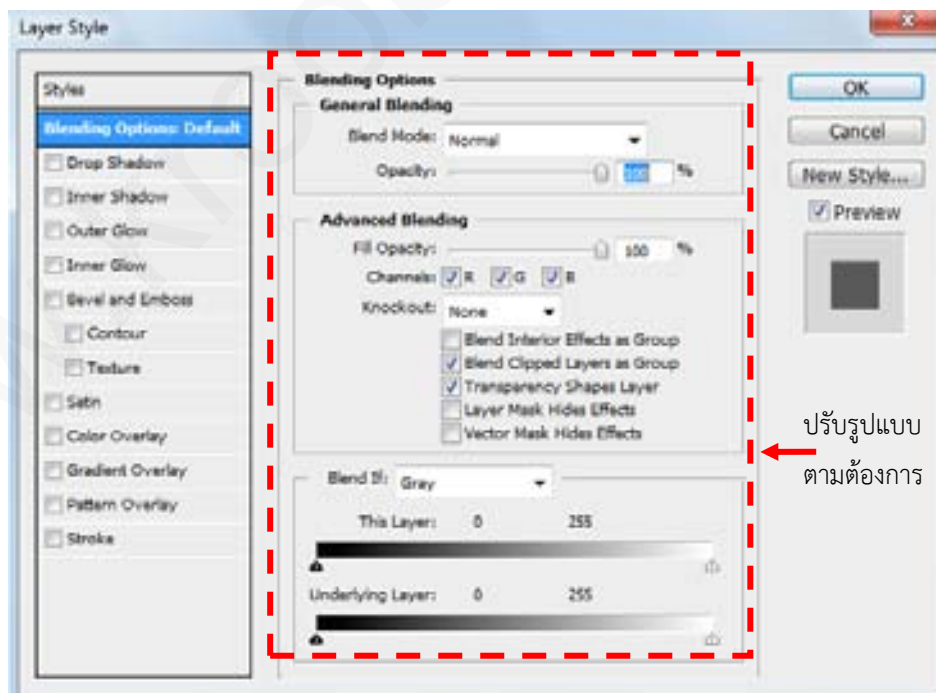 Layer Style
Styles
Blending Options: Default
Drop Shadow
Inner Shadow
Outer Glow
Inner Glow
Bevel and Emboss
Contour
Texture
Satin
Color Overlay
Gradient Overlay
Pattern Overlay
Stroke
Blending Options
General Blending
Blend Mode: Normal
Opacity: 100 %
Advanced Blending
Fill Opacity: 100 %
Channels: R G B
Knockout: None
Blend Interior Effects as Group
Blend Clipped Layers as Group
Transparency Shapes Layer
Layer Mask Hides Effects
Vector Mask Hides Effects
Blend If: Gray
This Layer: 0 255
Underlying Layer: 0 255
OK
Cancel
New Style...
Preview
ปรับรูปแบบ
ตามต้องการ